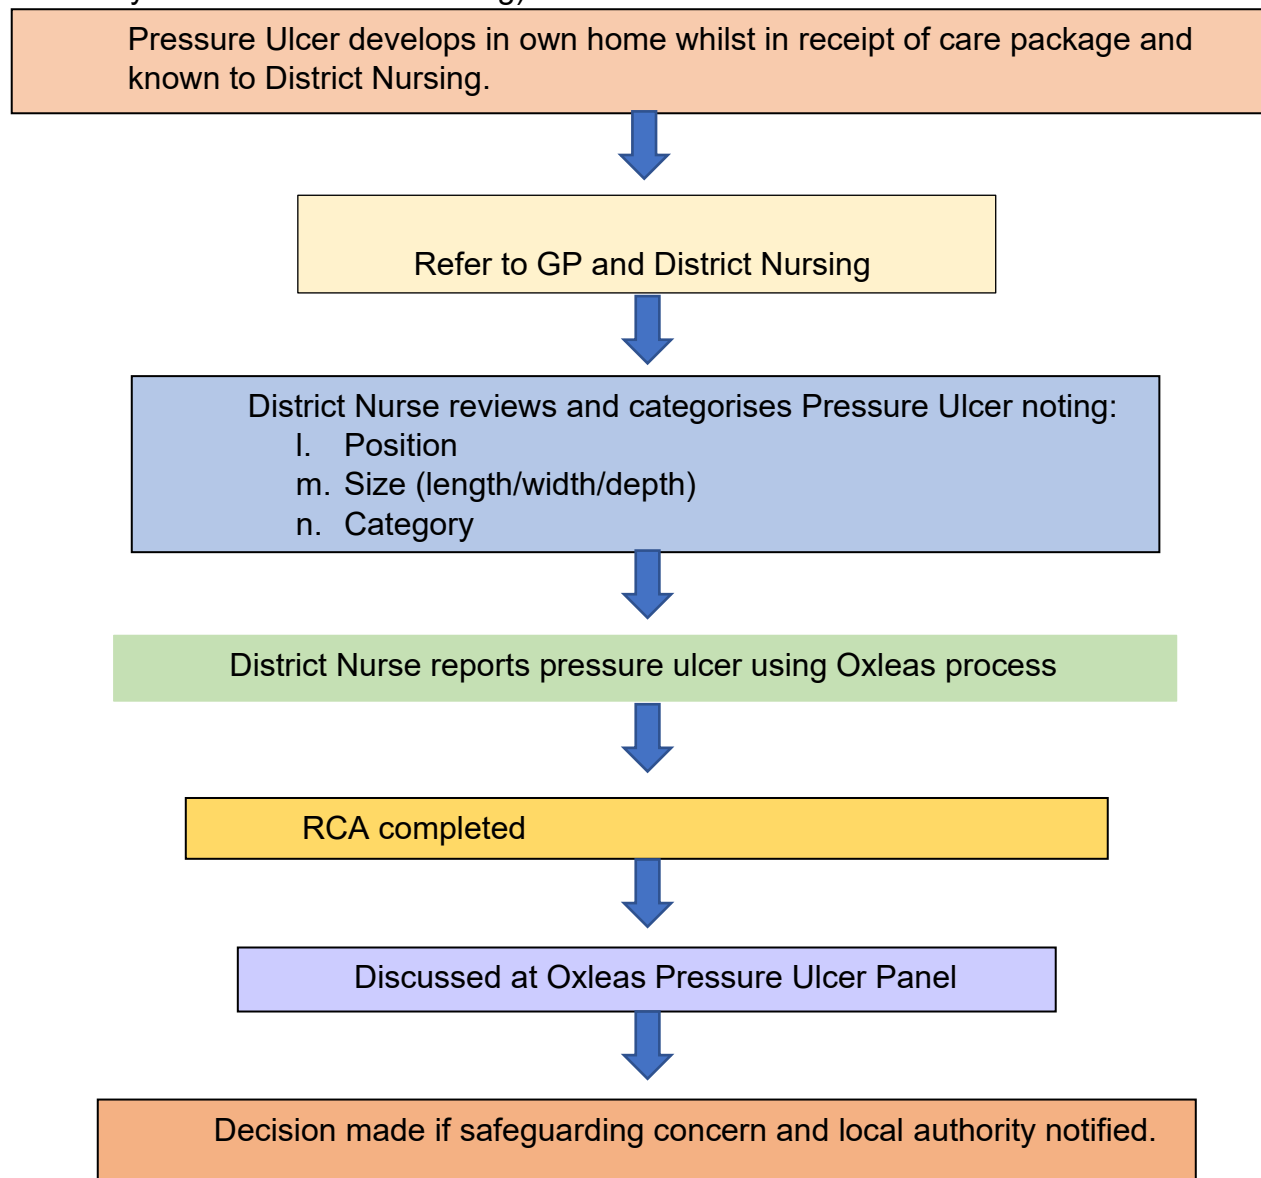 Pressure Ulcer develops in own home whilst in receipt of care package and
known to District Nursing.
Refer to GP and District Nursing
District Nurse reviews and categorises Pressure Ulcer noting:
l. Position
m. Size (length/width/depth)
n. Category
District Nurse reports pressure ulcer using Oxleas process
RCA completed
Discussed at Oxleas Pressure Ulcer Panel
Decision made if safeguarding concern and local authority notified.